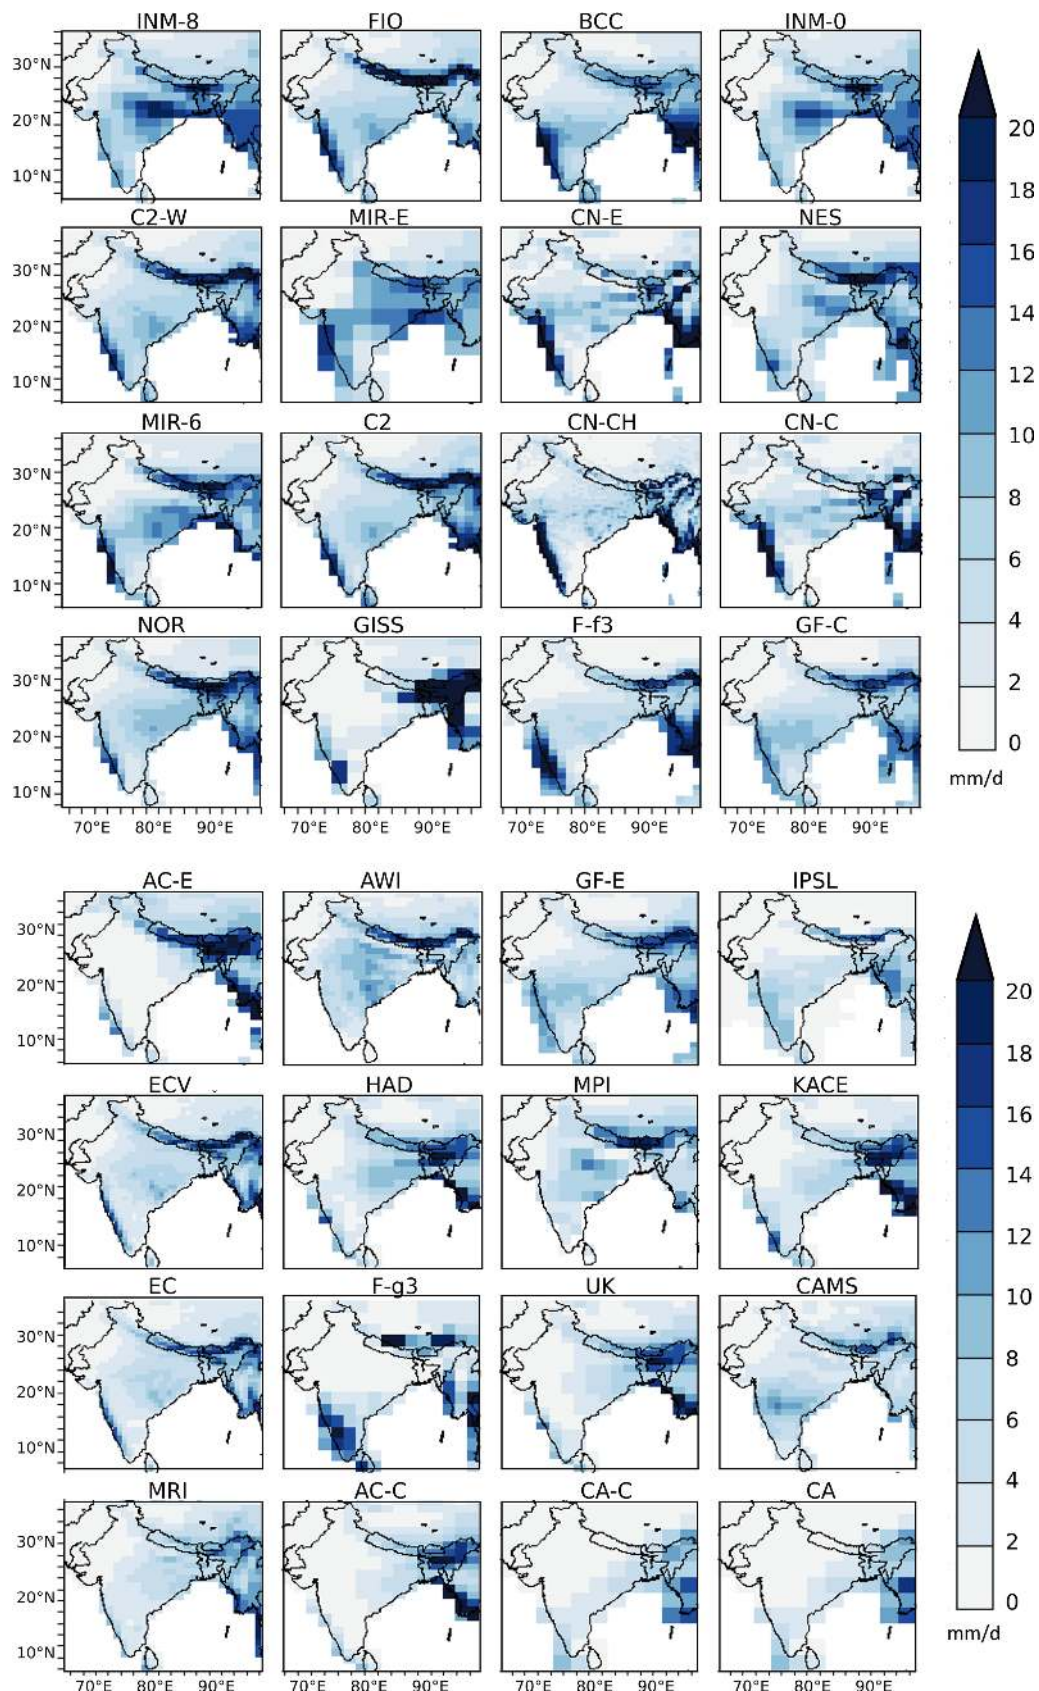 INM-8 FIO BCC INM-0
30°N
20°N
10°N
20
18
16
14
12
10
8
6
4
2
0
mm/d
C2-W MIR-E CN-E NES
30°N
20°N
10°N
MIR-6 C2 CN-CH CN-C
30°N
20°N
10°N
NOR GISS F-f3 GF-C
30°N
20°N
10°N
70°E 80°E 90°E 70°E 80°E 90°E 70°E 80°E 90°E 70°E 80°E 90°E
AC-E AWI GF-E IPSL
30°N
20°N
10°N
20
18
16
14
12
10
8
6
4
2
0
mm/d
ECV HAD MPI KACE
30°N
20°N
10°N
EC F-g3 UK CAMS
30°N
20°N
10°N
MRI AC-C CA-C CA
30°N
20°N
10°N
70°E 80°E 90°E 70°E 80°E 90°E 70°E 80°E 90°E 70°E 80°E 90°E